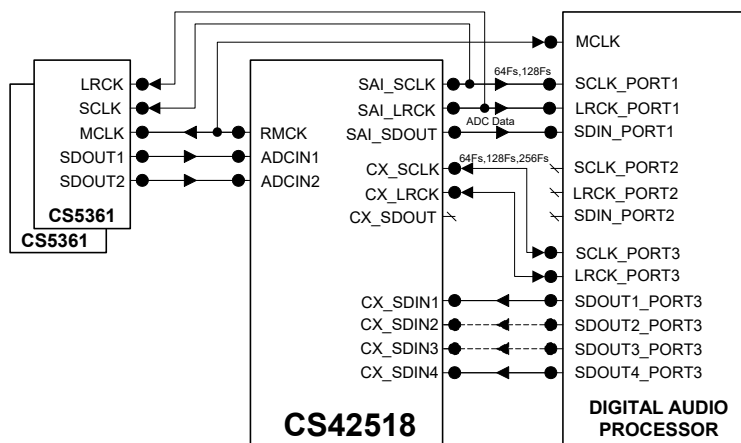 LRCK
SCLK
MCLK
SDOUT1
SDOUT2
CS5361
CS5361
RMCK
ADCIN1
ADCIN2
SAI_SCLK
SAI_LRCK
SAI_SDOUT
CX_SCLK
CX_LRCK
CX_SDOUT
CX_SDIN1
CX_SDIN2
CX_SDIN3
CX_SDIN4
CS42518
64Fs,128Fs
ADC Data
64Fs,128Fs,256Fs
MCLK
SCLK_PORT1
LRCK_PORT1
SDIN_PORT1
SCLK_PORT2
LRCK_PORT2
SDIN_PORT2
SCLK_PORT3
LRCK_PORT3
SDOUT1_PORT3
SDOUT2_PORT3
SDOUT3_PORT3
SDOUT4_PORT3
DIGITAL AUDIO
PROCESSOR